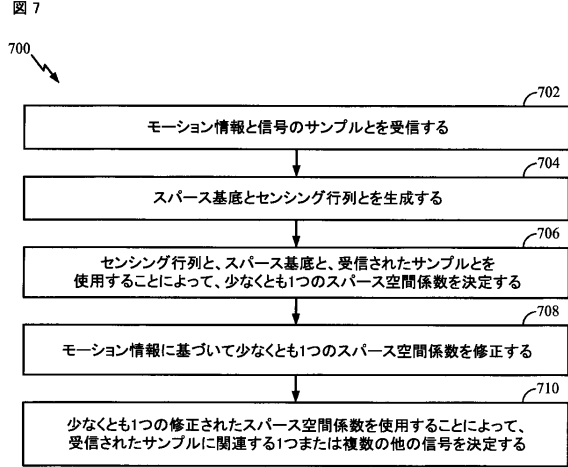 図 7
700
702
モーション情報と信号のサンプルとを受信する
704
スパース基底とセンシング行列とを生成する
706
センシング行列と、スパース基底と、受信されたサンプルとを
使用することによって、少なくとも1つのスパース空間係数を決定する
708
モーション情報に基づいて少なくとも1つのスパース空間係数を修正する
710
少なくとも1つの修正されたスパース空間係数を使用することによって、
受信されたサンプルに関連する1つまたは複数の他の信号を決定する